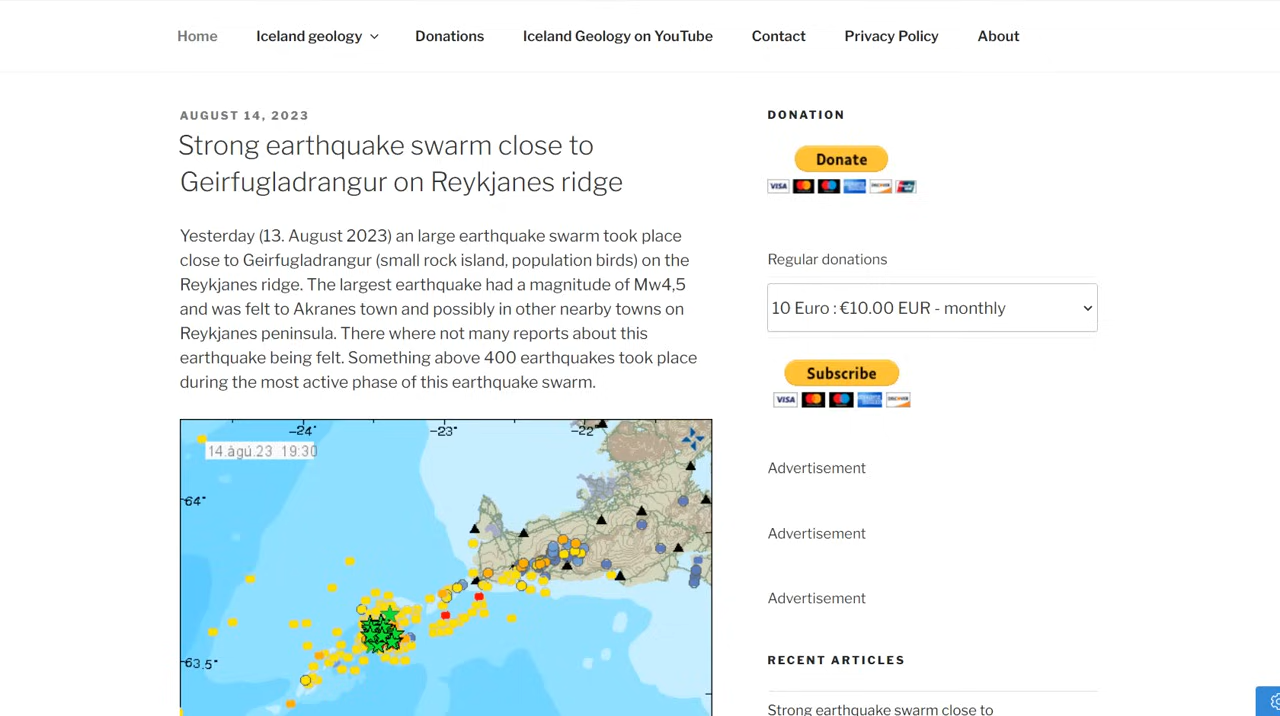 Home Iceland geology Donations Iceland Geology on YouTube Contact Privacy Policy About
AUGUST 14, 2023
Strong earthquake swarm close to
Geirfugladrangur on Reykjanes ridge
Yesterday (13. August 2023) an large earthquake swarm took place
close to Geirfugladrangur (small rock island, population birds) on the
Reykjanes ridge. The largest earthquake had a magnitude of Mw4,5
and was felt to Akranes town and possibly in other nearby towns on
Reykjanes peninsula. There where not many reports about this
earthquake being felt. Something above 400 earthquakes took place
during the most active phase of this earthquake swarm.
-24° -23° -22°
14.ágú.23 19:30
64°
63.5°
DONATION
Donate
VISA DISCOVER
Regular donations
10 Euro : €10.00 EUR - monthly
Subscribe
VISA DISCOVER
Advertisement
Advertisement
Advertisement
RECENT ARTICLES
Strong earthquake swarm close to